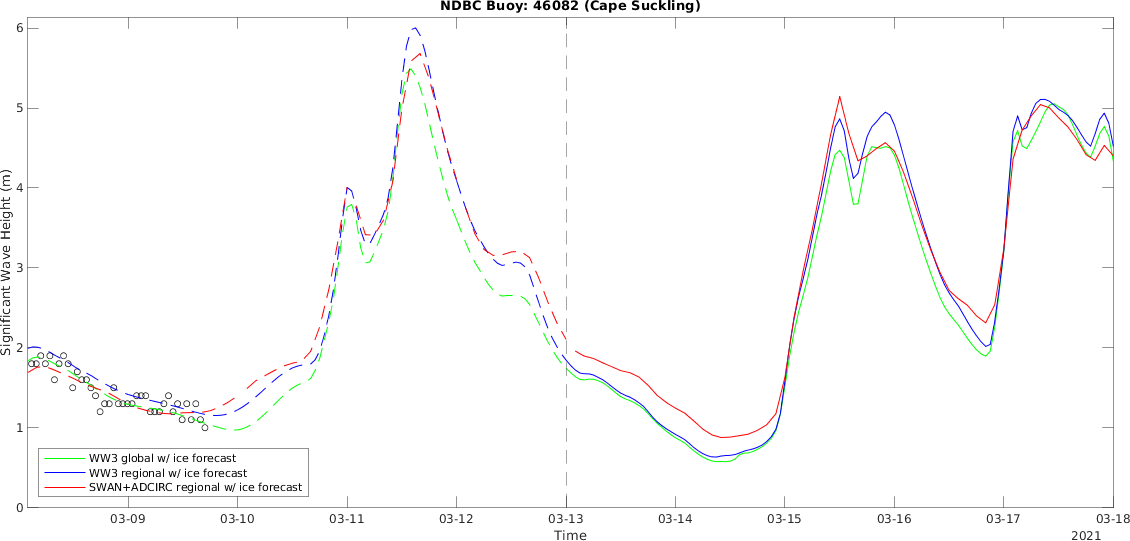 NDBC Buoy: 46082 (Cape Suckling)
6
5
4
3
2
1
0
Significant Wave Height (m)
WW3 global w/ ice forecast
WW3 regional w/ ice forecast
SWAN+ADCIRC regional w/ ice forecast
03-09 03-10 03-11 03-12 03-13 03-14 03-15 03-16 03-17 03-18
Time
2021